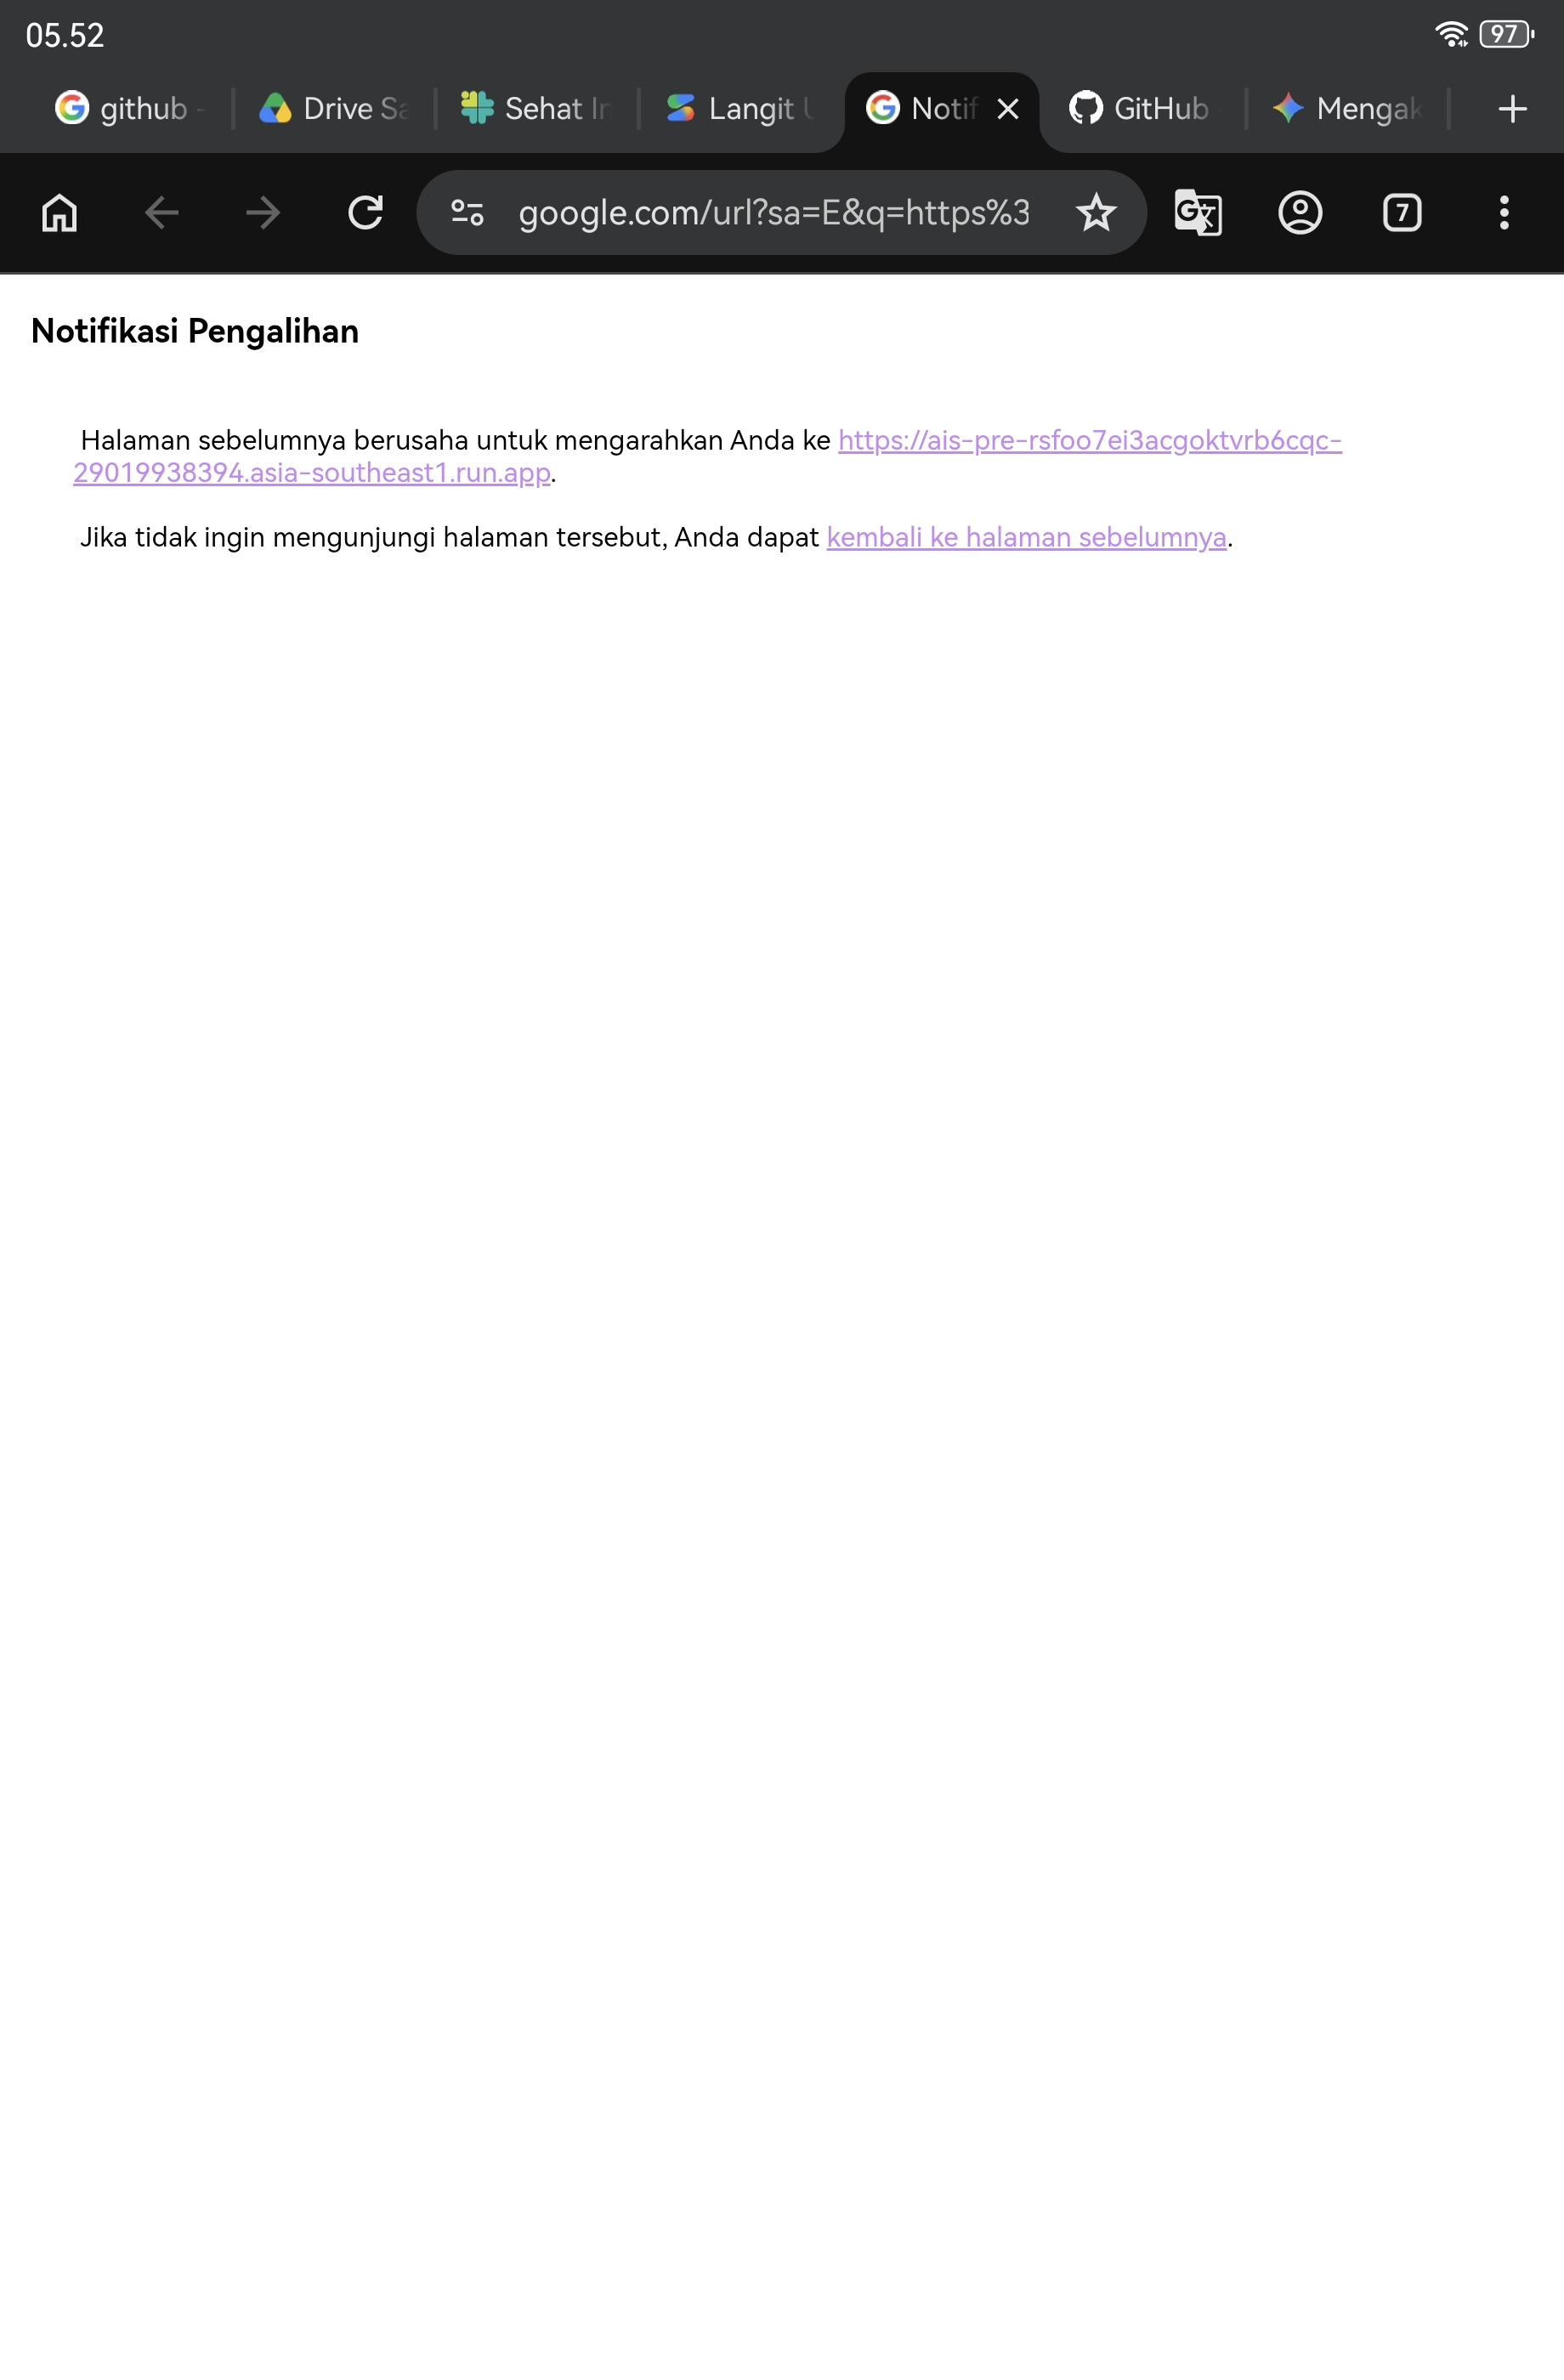 05.52
97
github -
Drive Sa
Sehat In
Langit U
Notif
GitHub
Mengak
google.com/url?sa=E&q=https%3
7
Notifikasi Pengalihan
Halaman sebelumnya berusaha untuk mengarahkan Anda ke https://ais-pre-rsfoo7ei3acgoktvrb6cqc-
29019938394.asia-southeast1.run.app.
Jika tidak ingin mengunjungi halaman tersebut, Anda dapat kembali ke halaman sebelumnya.